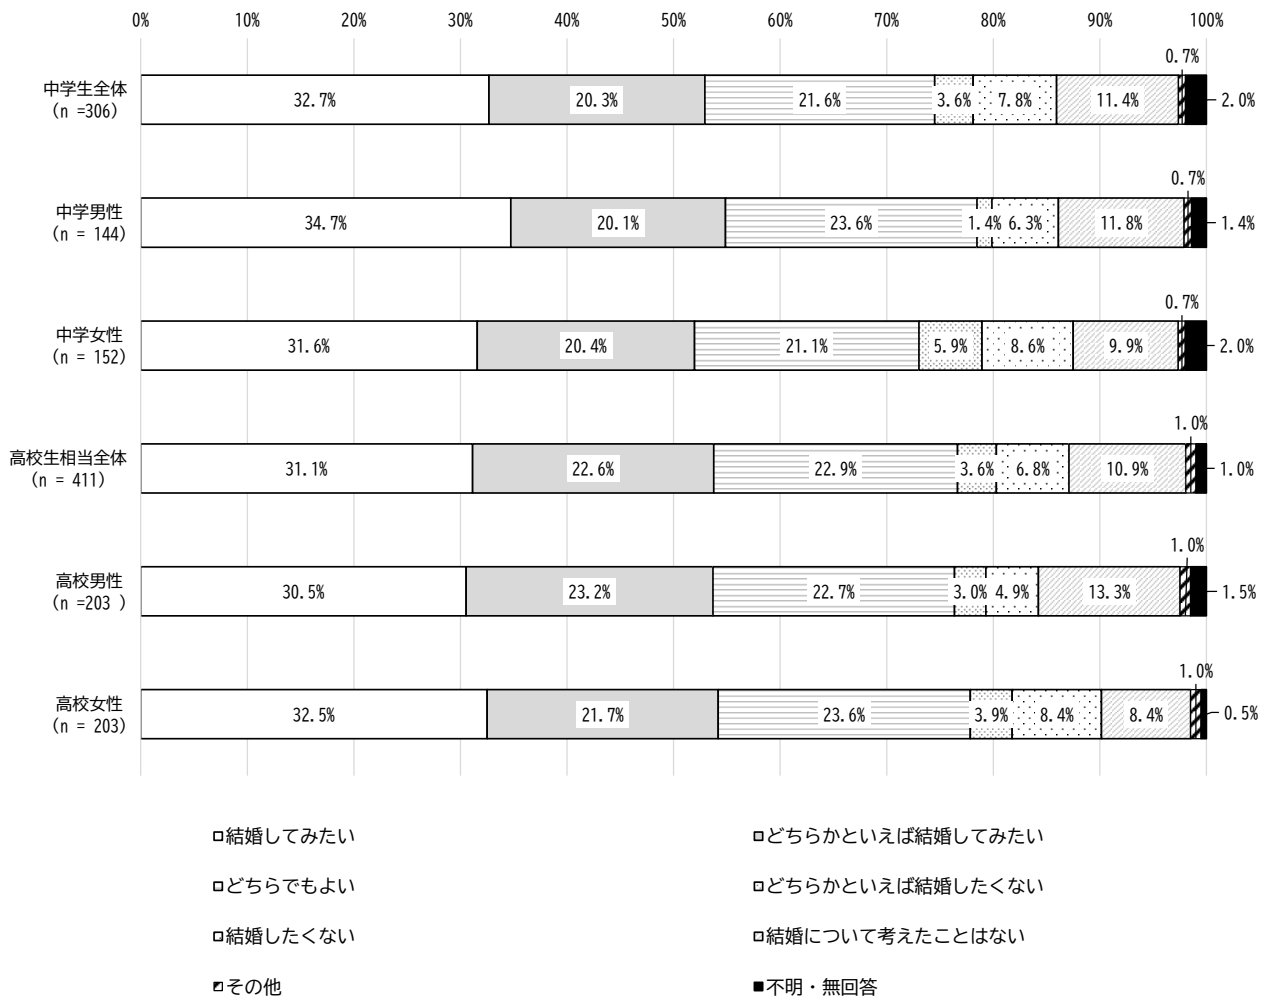 0% 10% 20% 30% 40% 50% 60% 70% 80% 90% 100%
0.7%
中学生全体
(n =306)
32.7% 20.3% 21.6% 3.6% 7.8% 11.4% 2.0%
0.7%
中学男性
(n = 144)
34.7% 20.1% 23.6% 1.4% 6.3% 11.8% 1.4%
0.7%
中学女性
(n = 152)
31.6% 20.4% 21.1% 5.9% 8.6% 9.9% 2.0%
1.0%
高校生相当全体
(n = 411)
31.1% 22.6% 22.9% 3.6% 6.8% 10.9% 1.0%
1.0%
高校男性
(n =203 )
30.5% 23.2% 22.7% 3.0% 4.9% 13.3% 1.5%
1.0%
高校女性
(n = 203)
32.5% 21.7% 23.6% 3.9% 8.4% 8.4% 0.5%
結婚してみたい どちらかといえば結婚してみたい
どちらでもよい どちらかといえば結婚したくない
結婚したくない 結婚について考えたことはない
その他 不明・無回答